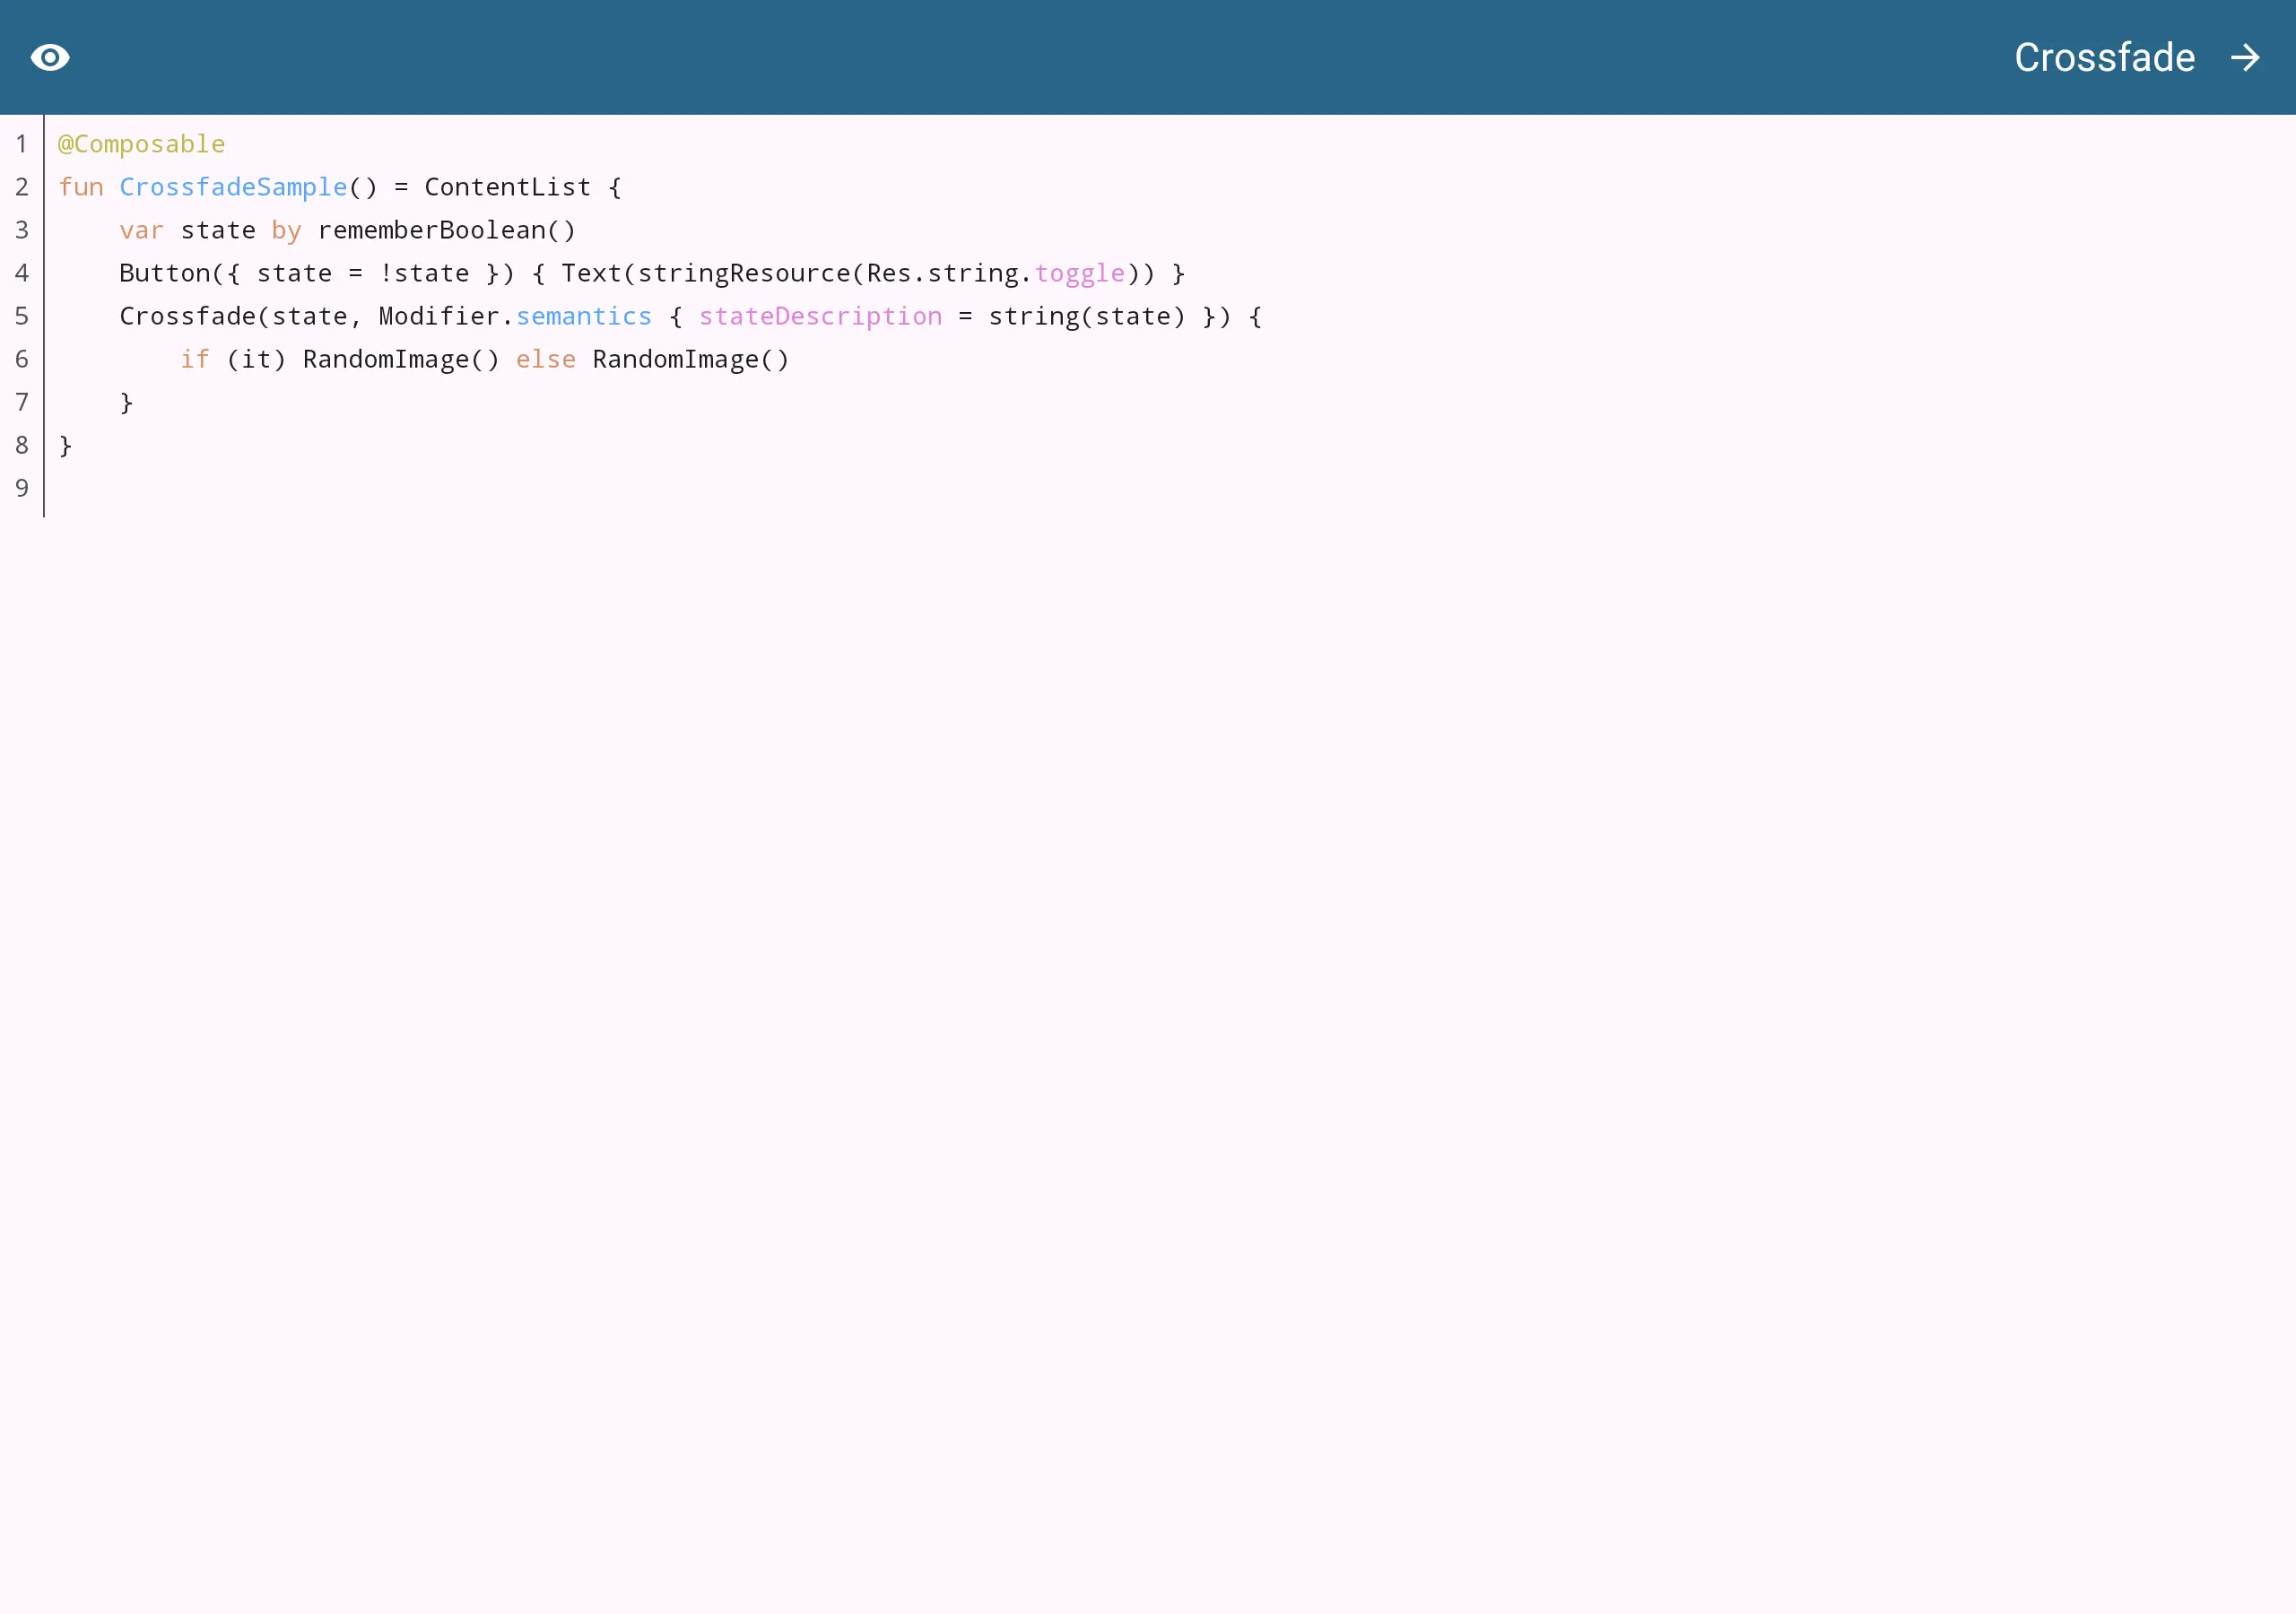 Crossfade
1 @Composable
2 fun CrossfadeSample() = ContentList {
3     var state by rememberBoolean()
4     Button({ state = !state }) { Text(stringResource(Res.string.toggle)) }
5     Crossfade(state, Modifier.semantics { stateDescription = string(state) }) {
6         if (it) RandomImage() else RandomImage()
7     }
8 }
9